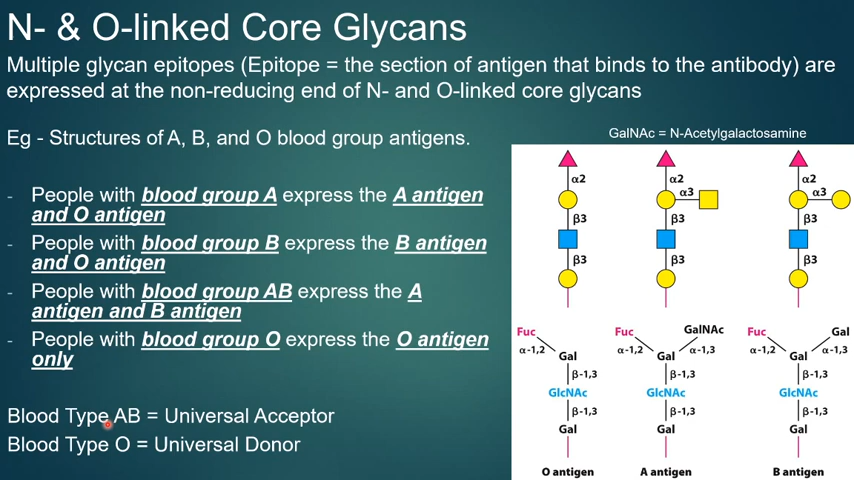 N- & O-linked Core Glycans
Multiple glycan epitopes (Epitope = the section of antigen that binds to the antibody) are
expressed at the non-reducing end of N- and O-linked core glycans
Eg - Structures of A, B, and O blood group antigens.
GalNAc = N-Acetylgalactosamine
- People with blood group A express the A antigen
and O antigen
- People with blood group B express the B antigen
and O antigen
- People with blood group AB express the A
antigen and B antigen
- People with blood group O express the O antigen
only
Blood Type AB = Universal Acceptor
Blood Type O = Universal Donor
α2 α2 α2
α3 α3
β3 β3 β3
β3 β3 β3
Fuc Fuc GalNAc Fuc Gal
α-1,2 α-1,2 α-1,3 α-1,2 α-1,3
Gal Gal Gal
β-1,3 β-1,3 β-1,3
GlcNAc GlcNAc GlcNAc
β-1,3 β-1,3 β-1,3
Gal Gal Gal
O antigen A antigen B antigen